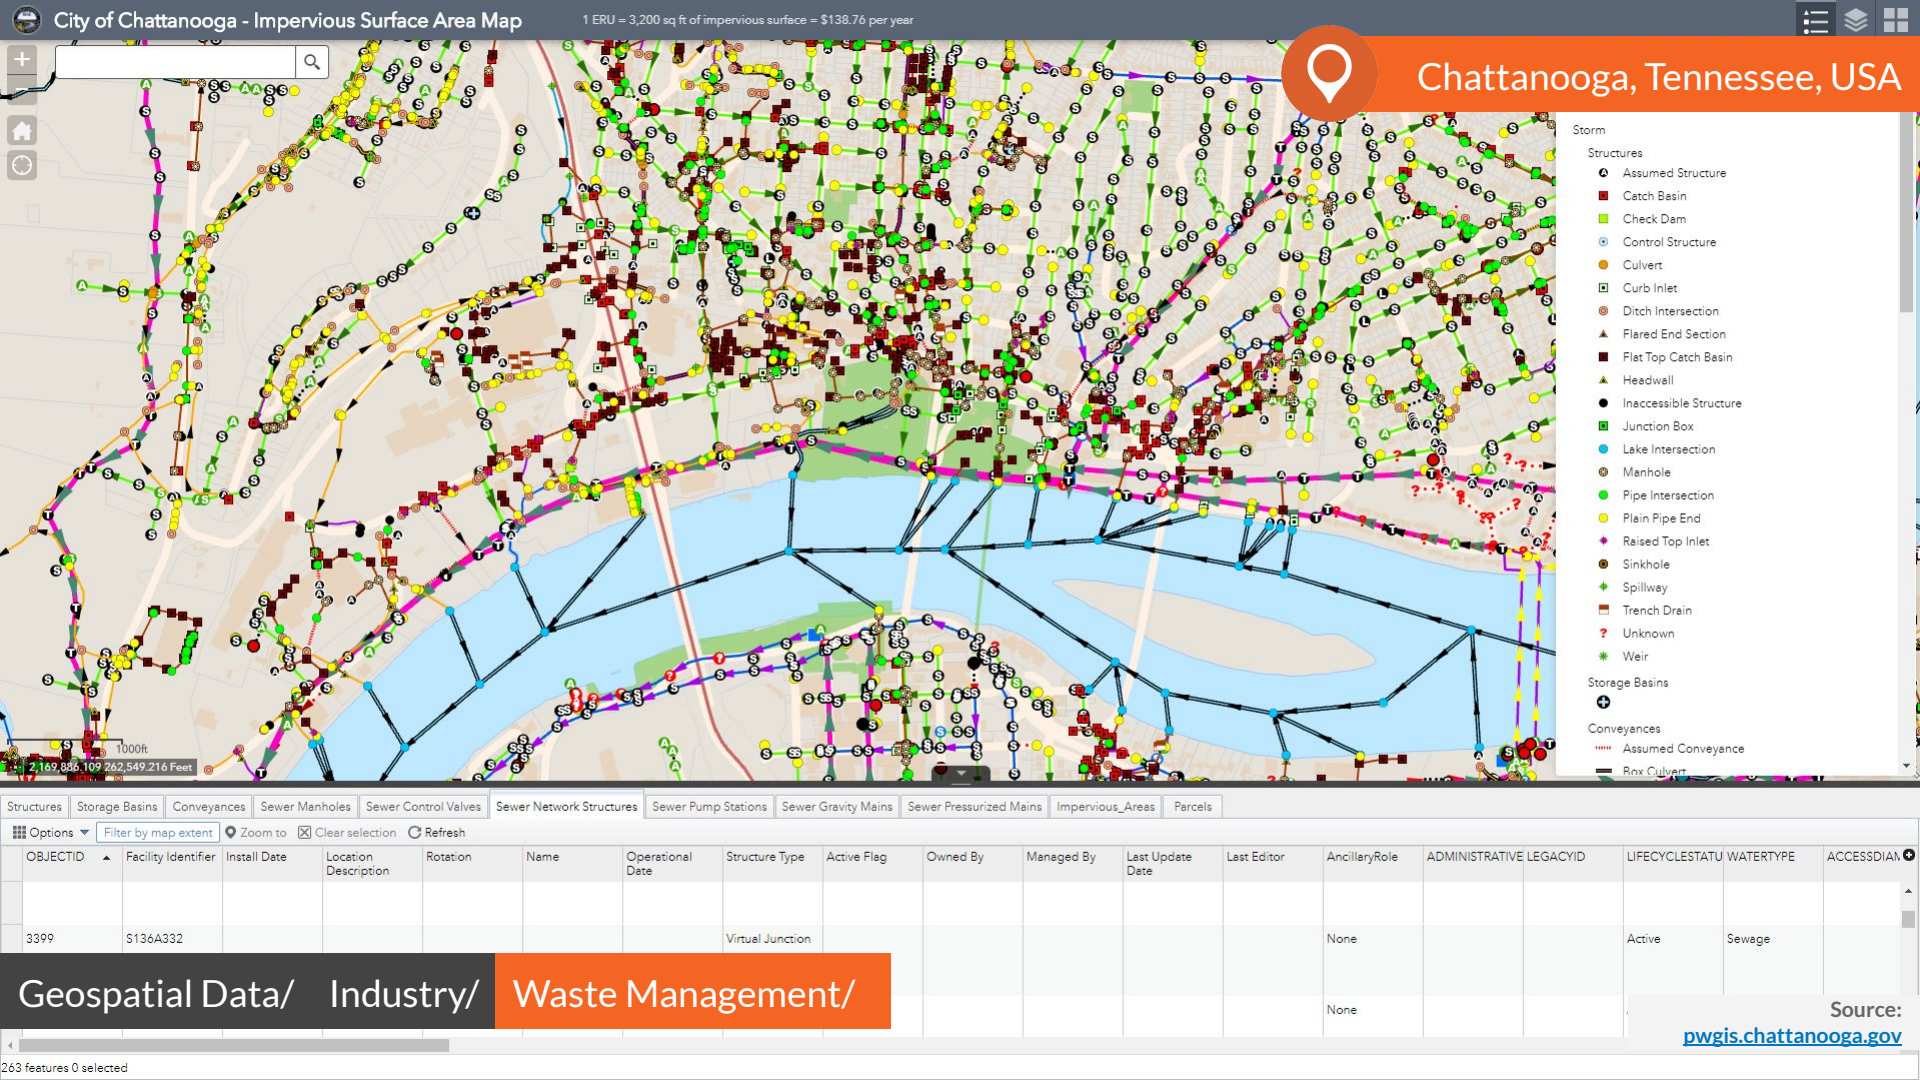 City of Chattanooga - Impervious Surface Area Map
1 ERU = 3,200 sq ft of impervious surface = $138.76 per year
Chattanooga, Tennessee, USA
Storm
Structures
Assumed Structure
Catch Basin
Check Dam
Control Structure
Culvert
Curb Inlet
Ditch Intersection
Flared End Section
Flat Top Catch Basin
Headwall
Inaccessible Structure
Junction Box
Lake Intersection
Manhole
Pipe Intersection
Plain Pipe End
Raised Top Inlet
Sinkhole
Spillway
Trench Drain
Unknown
Weir
Storage Basins
Conveyances
Assumed Conveyance
Box Culvert
1000ft
2,169,886.109 262,549.216 Feet
Structures Storage Basins Conveyances Sewer Manholes Sewer Control Valves Sewer Network Structures Sewer Pump Stations Sewer Gravity Mains Sewer Pressurized Mains Impervious_Areas Parcels
Options Filter by map extent Zoom to Clear selection Refresh
OBJECTID Facility Identifier Install Date Location Description Rotation Name Operational Date Structure Type Active Flag Owned By Managed By Last Update Date Last Editor AncillaryRole ADMINISTRATIVE LEGACYID LIFECYCLESTATU WATERTYPE ACCESSDIAM
3399 S136A332 Virtual Junction None Active Sewage
None
Geospatial Data/ Industry/ Waste Management/
Source:
pwgis.chattanooga.gov
263 features 0 selected